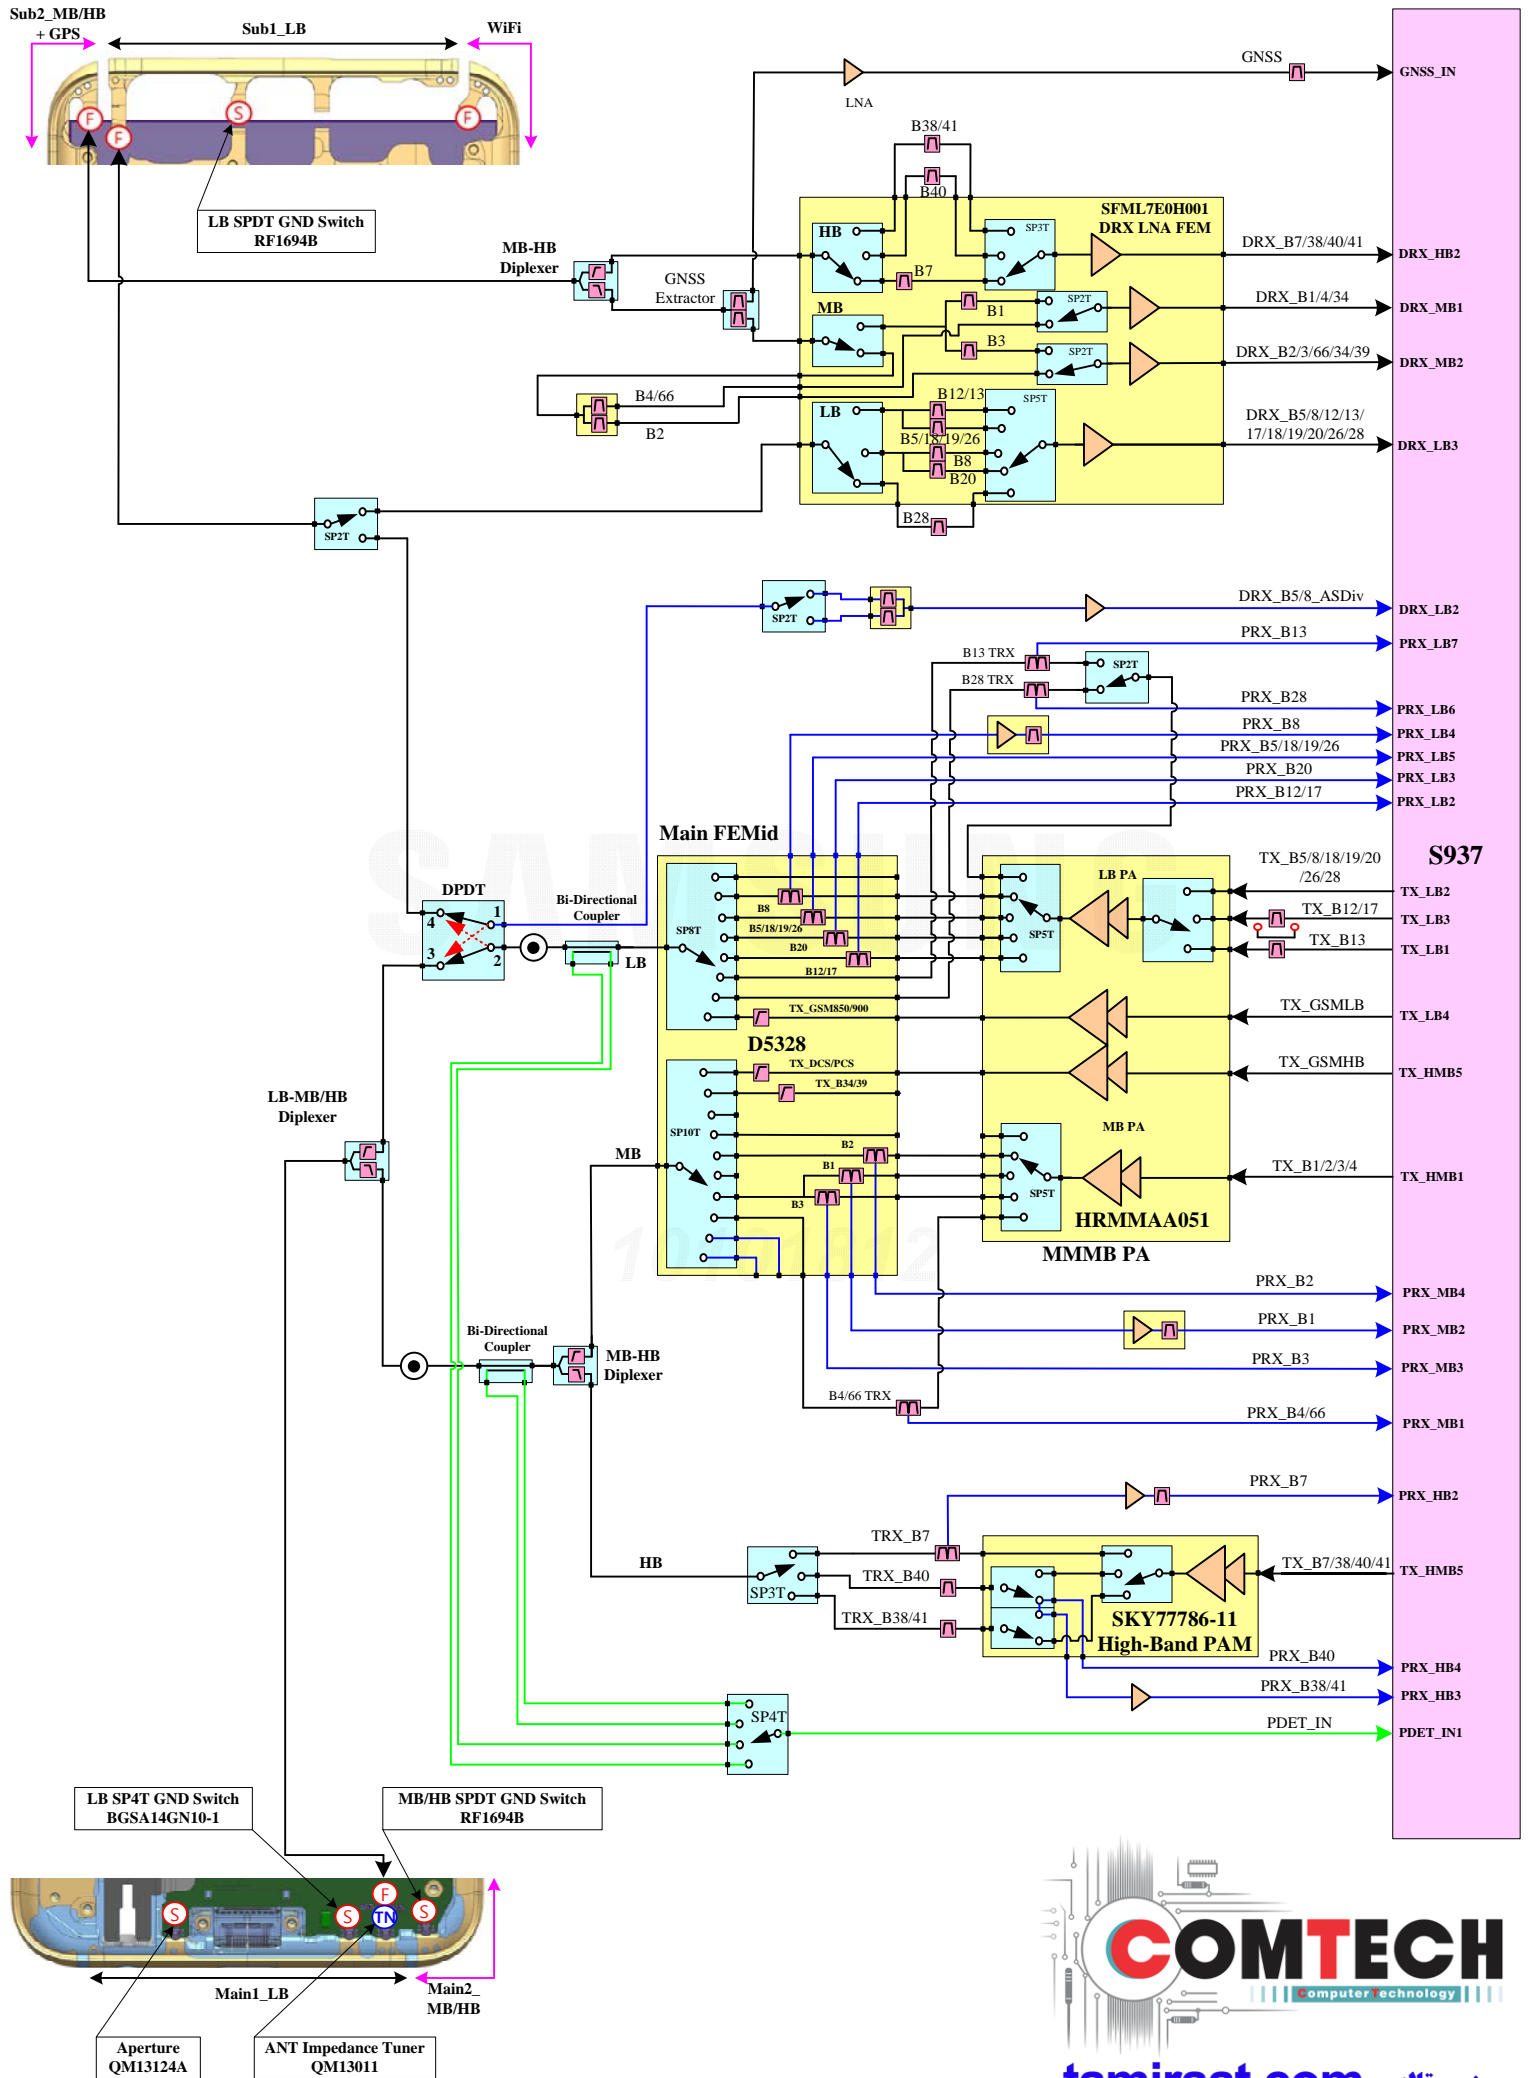 Sub2_MB/HB
+ GPS
Sub1_LB
WiFi
F
F
S
F
LB SPDT GND Switch
RF1694B
GNSS
LNA
GNSS_IN
B38/41
B40
SFML7E0H001
DRX LNA FEM
HB
SP3T
B7
DRX_B7/38/40/41
DRX_HB2
MB-HB
Diplexer
GNSS
Extractor
MB
B1
SP2T
DRX_B1/4/34
DRX_MB1
B3
SP2T
DRX_B2/3/66/34/39
DRX_MB2
B4/66
B2
LB
B12/13
SP5T
B5/18/19/26
B8
B20
B28
DRX_B5/8/12/13/
17/18/19/20/26/28
DRX_LB3
SP2T
SP2T
DRX_B5/8_ASDiv
DRX_LB2
PRX_B13
PRX_LB7
B13 TRX
SP2T
B28 TRX
PRX_B28
PRX_LB6
PRX_B8
PRX_LB4
PRX_B5/18/19/26
PRX_LB5
PRX_B20
PRX_LB3
PRX_B12/17
PRX_LB2
SAMSUNG
Main FEMid
S937
DPDT
1
4
3
2
Bi-Directional
Coupler
LB
SP8T
B8
B5/18/19/26
B20
B12/17
TX_GSM850/900
D5328
LB PA
SP5T
TX_B5/8/18/19/20
/26/28
TX_LB2
TX_B12/17
TX_LB3
TX_B13
TX_LB1
TX_GSMLB
TX_LB4
TX_GSMHB
TX_HMB5
TX_DCS/PCS
TX_B34/39
SP10T
B2
B1
B3
MB
MB PA
SP5T
HRMMAA051
MMMB PA
TX_B1/2/3/4
TX_HMB1
10101812
LB-MB/HB
Diplexer
PRX_B2
PRX_MB4
PRX_B1
PRX_MB2
PRX_B3
PRX_MB3
Bi-Directional
Coupler
MB-HB
Diplexer
B4/66 TRX
PRX_B4/66
PRX_MB1
PRX_B7
PRX_HB2
HB
SP3T
TRX_B7
TRX_B40
TRX_B38/41
SKY77786-11
High-Band PAM
TX_B7/38/40/41
TX_HMB5
PRX_B40
PRX_HB4
PRX_B38/41
PRX_HB3
SP4T
PDET_IN
PDET_IN1
LB SP4T GND Switch
BGSA14GN10-1
MB/HB SPDT GND Switch
RF1694B
S
S
F
TN
S
Main1_LB
Main2_
MB/HB
Aperture
QM13124A
ANT Impedance Tuner
QM13011
COMTECH
Computer Technology
tamiraat.com